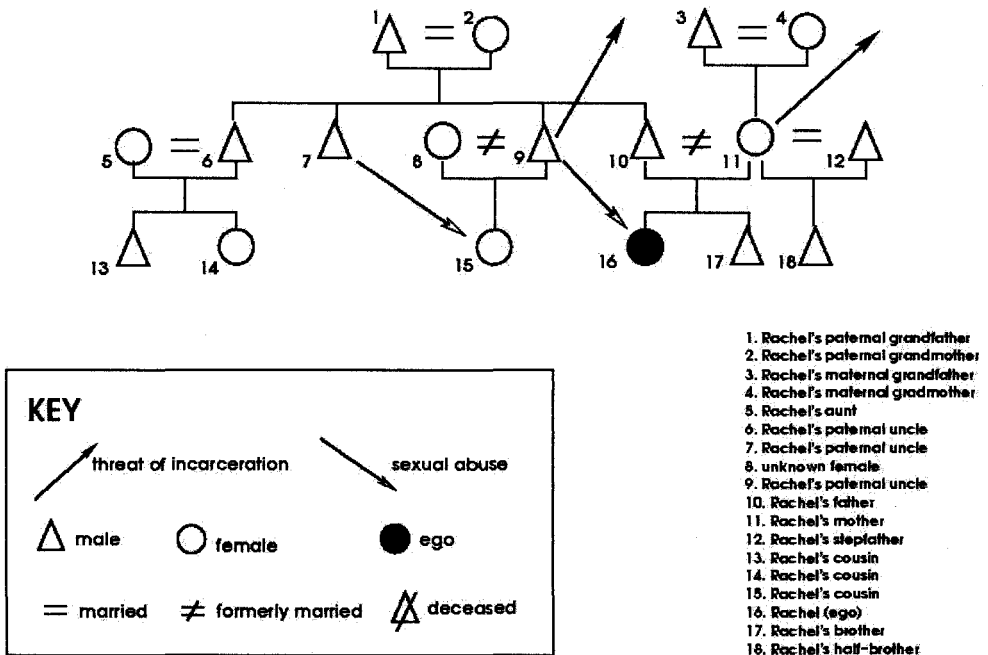 1 = 2
3 = 4
5 = 6
7
8 ≠ 9
10 ≠ 11 = 12
13
14
15
16
17
18
KEY
threat of incarceration
sexual abuse
male
female
ego
= married
≠ formerly married
deceased
1. Rachel's paternal grandfather
2. Rachel's paternal grandmother
3. Rachel's maternal grandfather
4. Rachel's maternal gradmother
5. Rachel's aunt
6. Rachel's paternal uncle
7. Rachel's paternal uncle
8. unknown female
9. Rachel's paternal uncle
10. Rachel's father
11. Rachel's mother
12. Rachel's stepfather
13. Rachel's cousin
14. Rachel's cousin
15. Rachel's cousin
16. Rachel (ego)
17. Rachel's brother
18. Rachel's half-brother